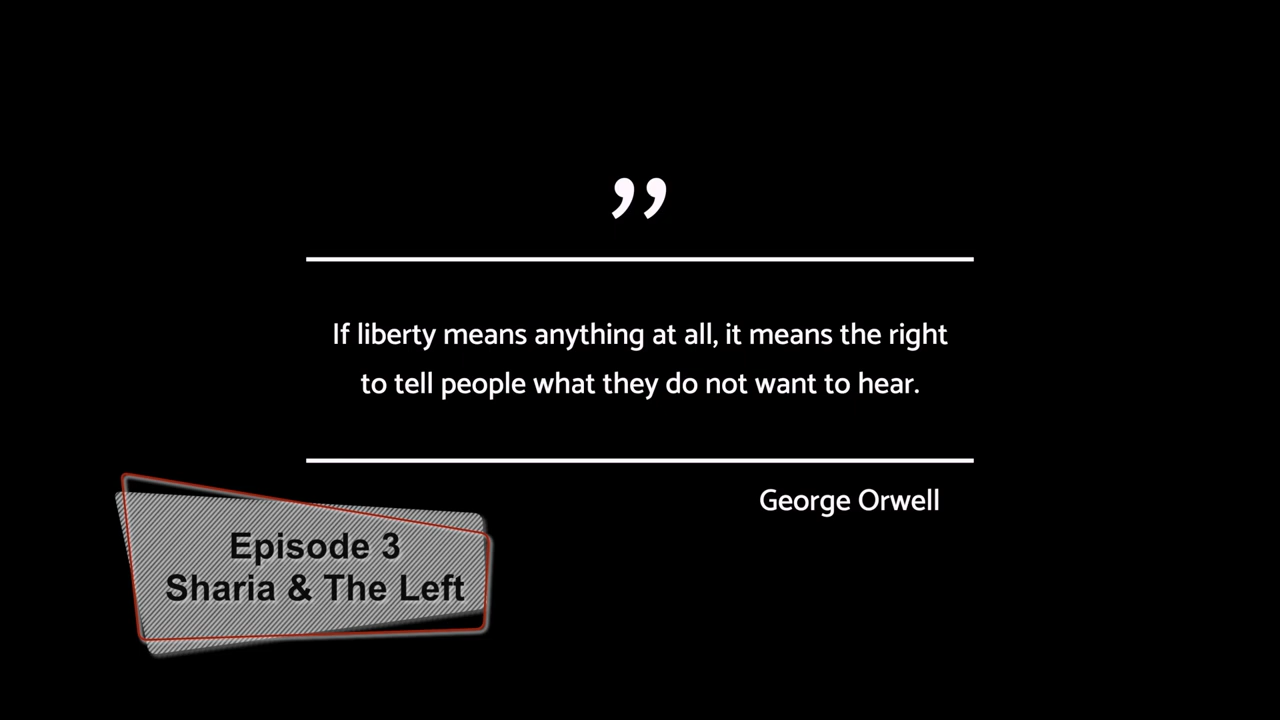 ”
If liberty means anything at all, it means the right
to tell people what they do not want to hear.
George Orwell
Episode 3
Sharia & The Left